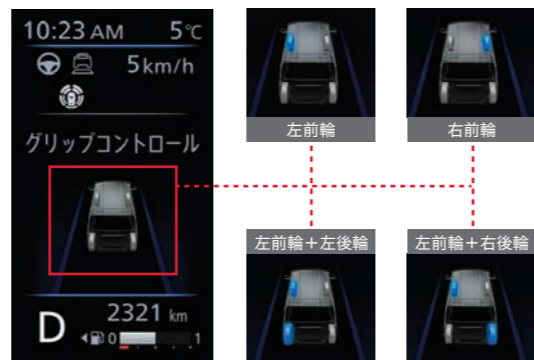 10:23 AM 5℃
5km/h
グリップコントロール
D 2321 km
0 1
左前輪
右前輪
左前輪＋左後輪
左前輪＋右後輪